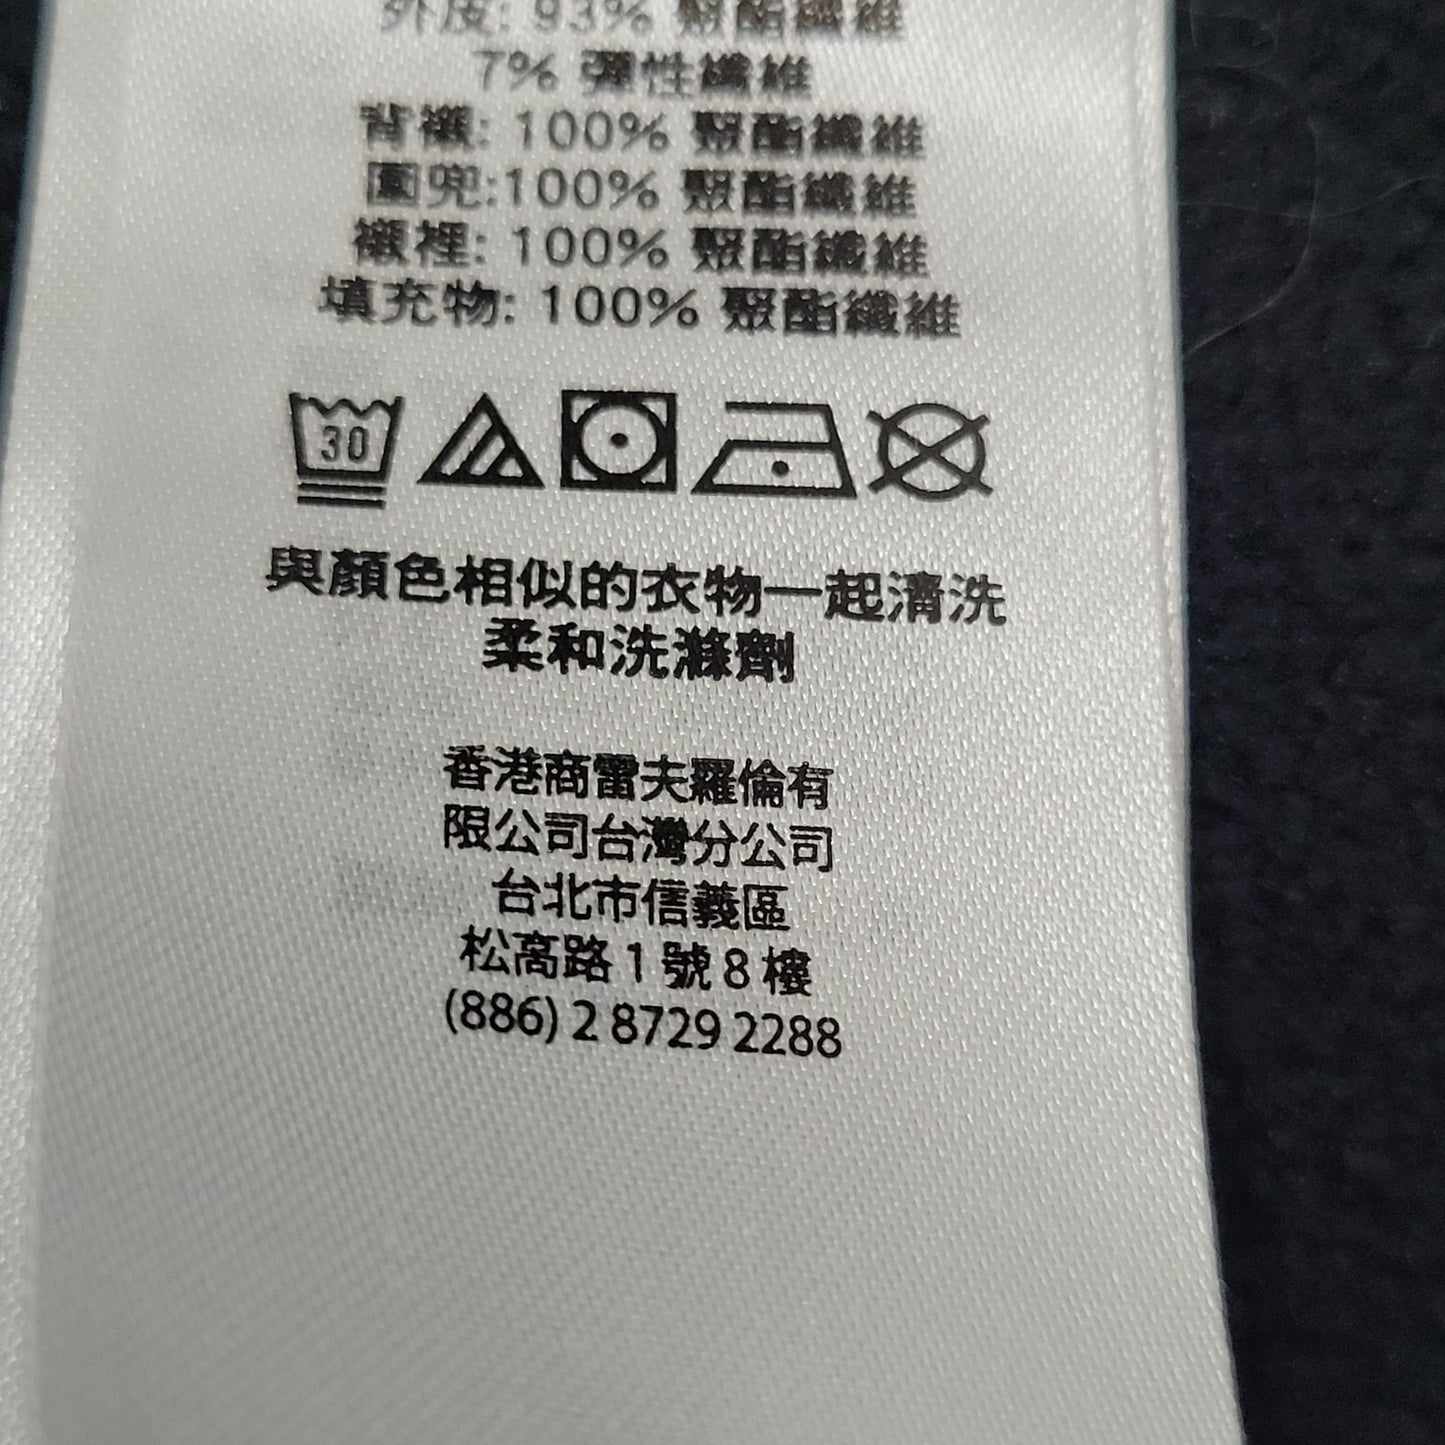 外皮: 93% 聚酯纖維
7% 彈性纖維
背襯: 100% 聚酯纖維
圍兜:100% 聚酯纖維
襯裡: 100% 聚酯纖維
填充物: 100% 聚酯纖維
30
與顏色相似的衣物一起清洗
柔和洗滌劑
香港商雷夫羅倫有
限公司台灣分公司
台北市信義區
松高路 1 號 8 樓
(886) 2 8729 2288